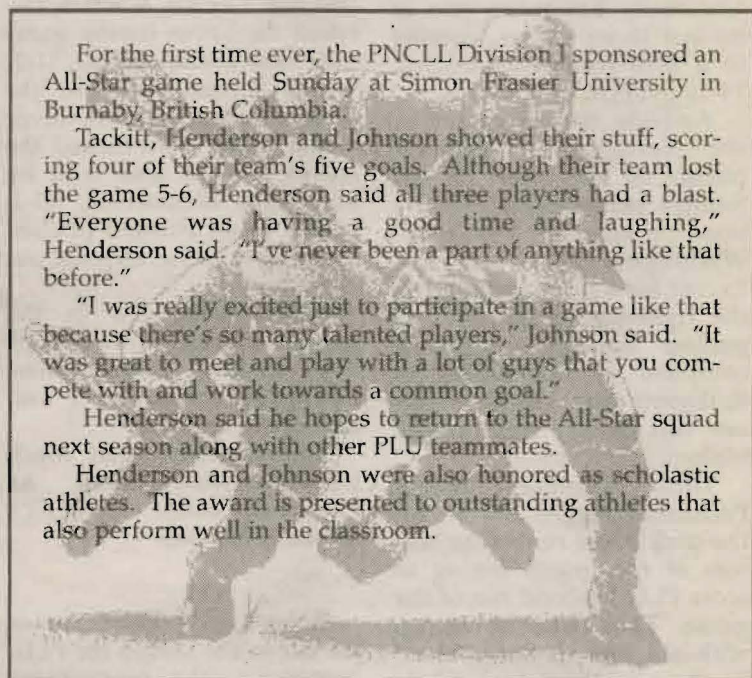 For the first time ever, the PNCLL Division I sponsored an
All-Star game held Sunday at Simon Frasier University in
Burnaby, British Columbia.
Tackitt, Henderson and Johnson showed their stuff, scor-
ing four of their team's five goals. Although their team lost
the game 5-6, Henderson said all three players had a blast.
"Everyone was having a good time and laughing,"
Henderson said. "I've never been a part of anything like that
before."
"I was really excited just to participate in a game like that
because there's so many talented players," Johnson said. "It
was great to meet and play with a lot of guys that you com-
pete with and work towards a common goal."
Henderson said he hopes to return to the All-Star squad
next season along with other PLU teammates.
Henderson and Johnson were also honored as scholastic
athletes. The award is presented to outstanding athletes that
also perform well in the classroom.